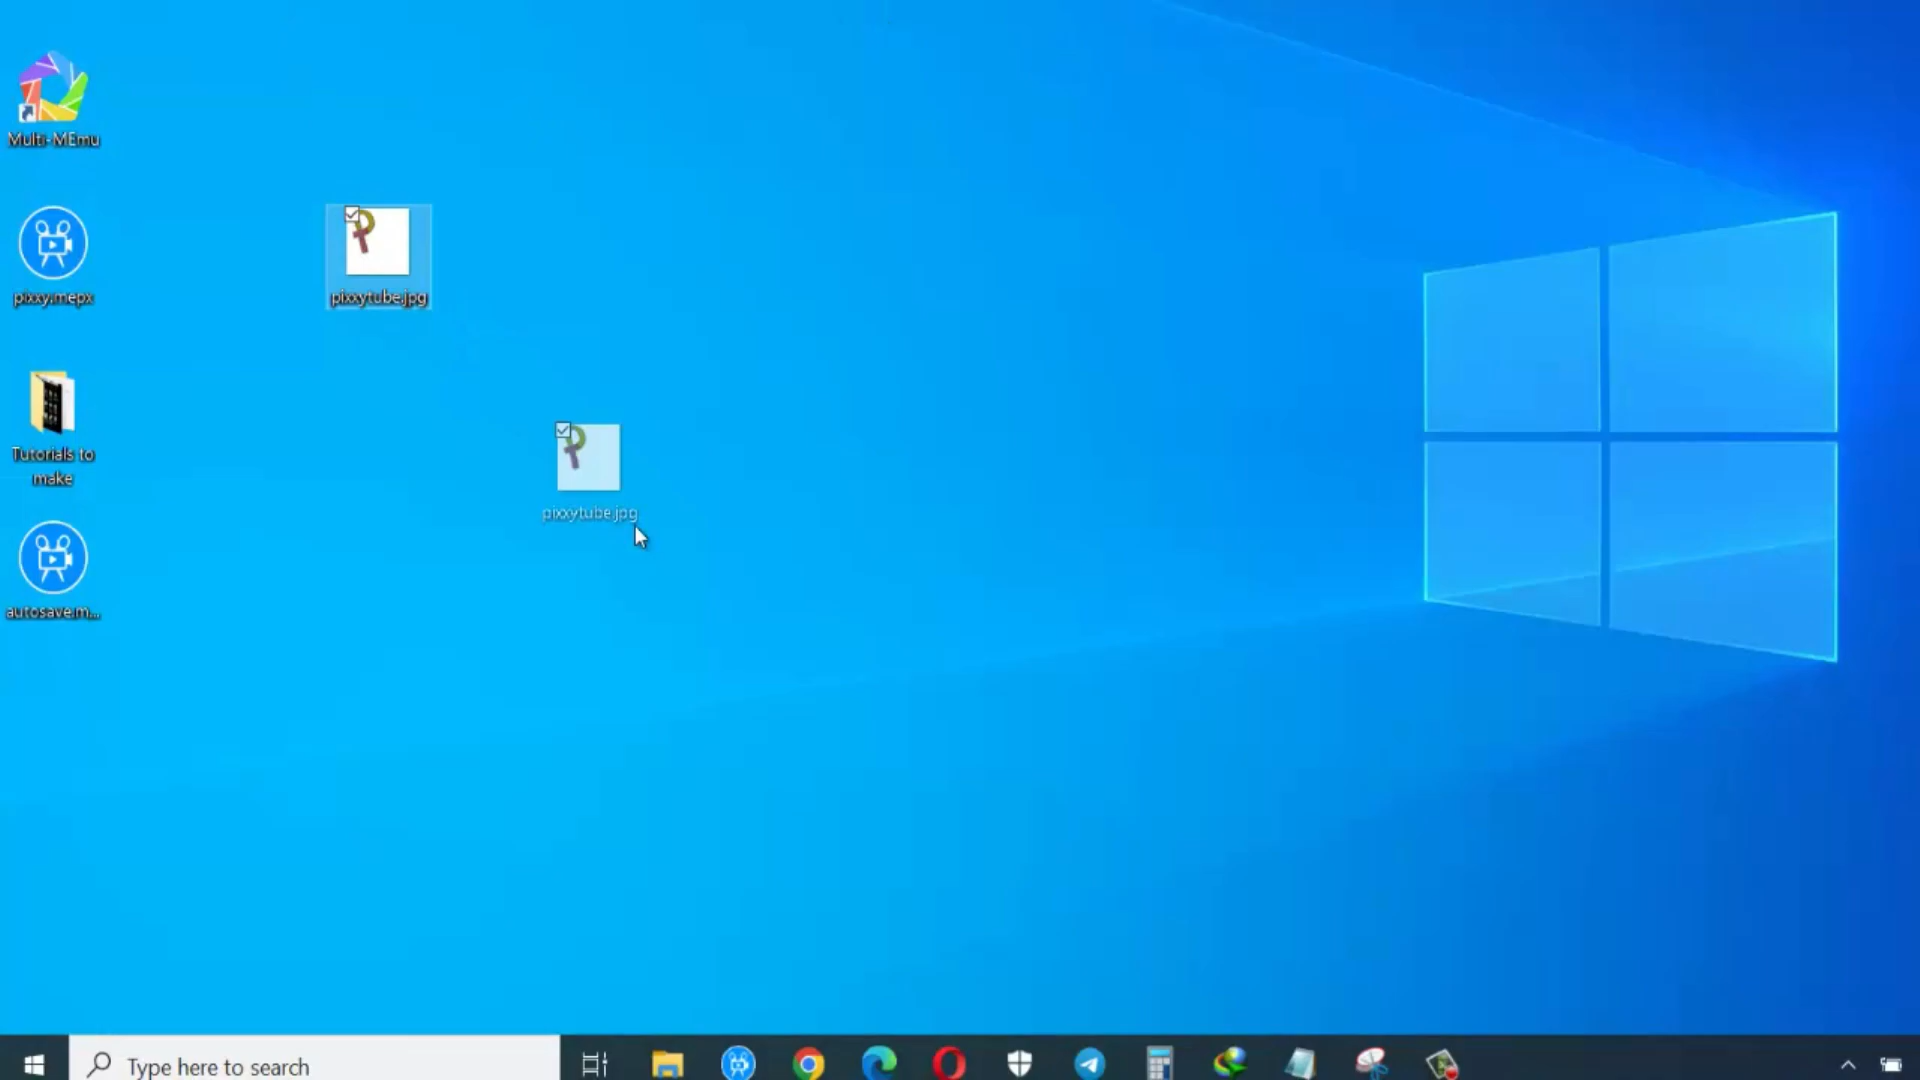 Multi-MEmu
pixxy.mepx
pixxytube.jpg
Tutorials to
make
pixxytube.jpg
autosave.m...
Type here to search